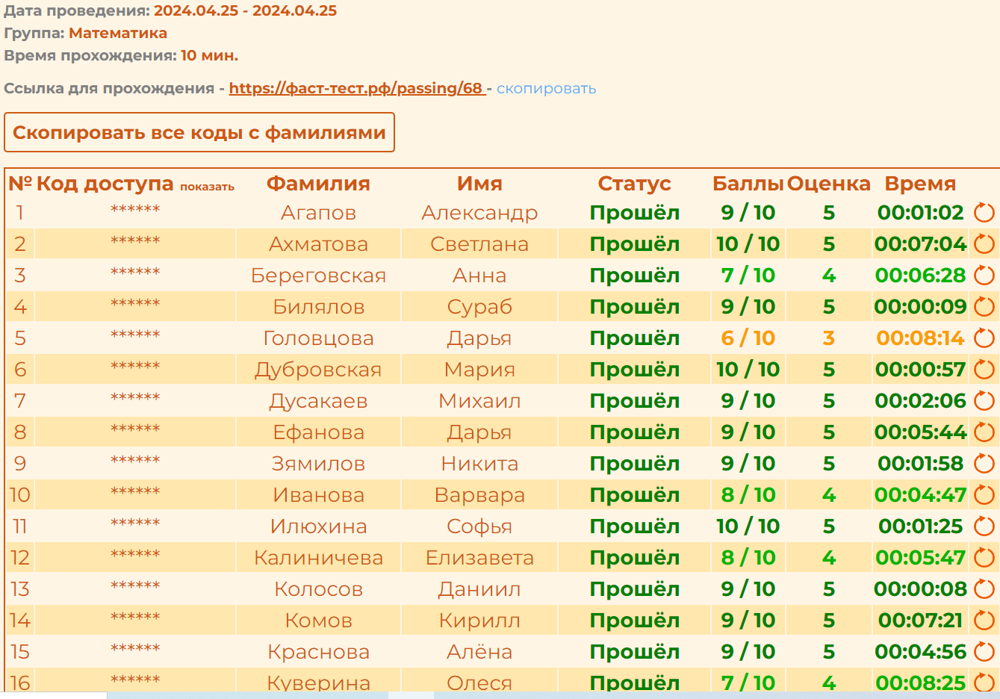 Дата проведения: 2024.04.25 - 2024.04.25
Группа: Математика
Время прохождения: 10 мин.
Ссылка для прохождения - https://фаст-тест.рф/passing/68 - скопировать
Скопировать все коды с фамилиями
№ Код доступа показать Фамилия Имя Статус Баллы Оценка Время
1 ****** Агапов Александр Прошёл 9 / 10 5 00:01:02
2 ****** Ахматова Светлана Прошёл 10 / 10 5 00:07:04
3 ****** Береговская Анна Прошёл 7 / 10 4 00:06:28
4 ****** Билялов Сураб Прошёл 9 / 10 5 00:00:09
5 ****** Головцова Дарья Прошёл 6 / 10 3 00:08:14
6 ****** Дубровская Мария Прошёл 10 / 10 5 00:00:57
7 ****** Дусакаев Михаил Прошёл 9 / 10 5 00:02:06
8 ****** Ефанова Дарья Прошёл 9 / 10 5 00:05:44
9 ****** Зямилов Никита Прошёл 9 / 10 5 00:01:58
10 ****** Иванова Варвара Прошёл 8 / 10 4 00:04:47
11 ****** Илюхина Софья Прошёл 10 / 10 5 00:01:25
12 ****** Калиничева Елизавета Прошёл 8 / 10 4 00:05:47
13 ****** Колосов Даниил Прошёл 9 / 10 5 00:00:08
14 ****** Комов Кирилл Прошёл 9 / 10 5 00:07:21
15 ****** Краснова Алёна Прошёл 9 / 10 5 00:04:56
16 ****** Куверина Олеся Прошёл 7 / 10 4 00:08:25